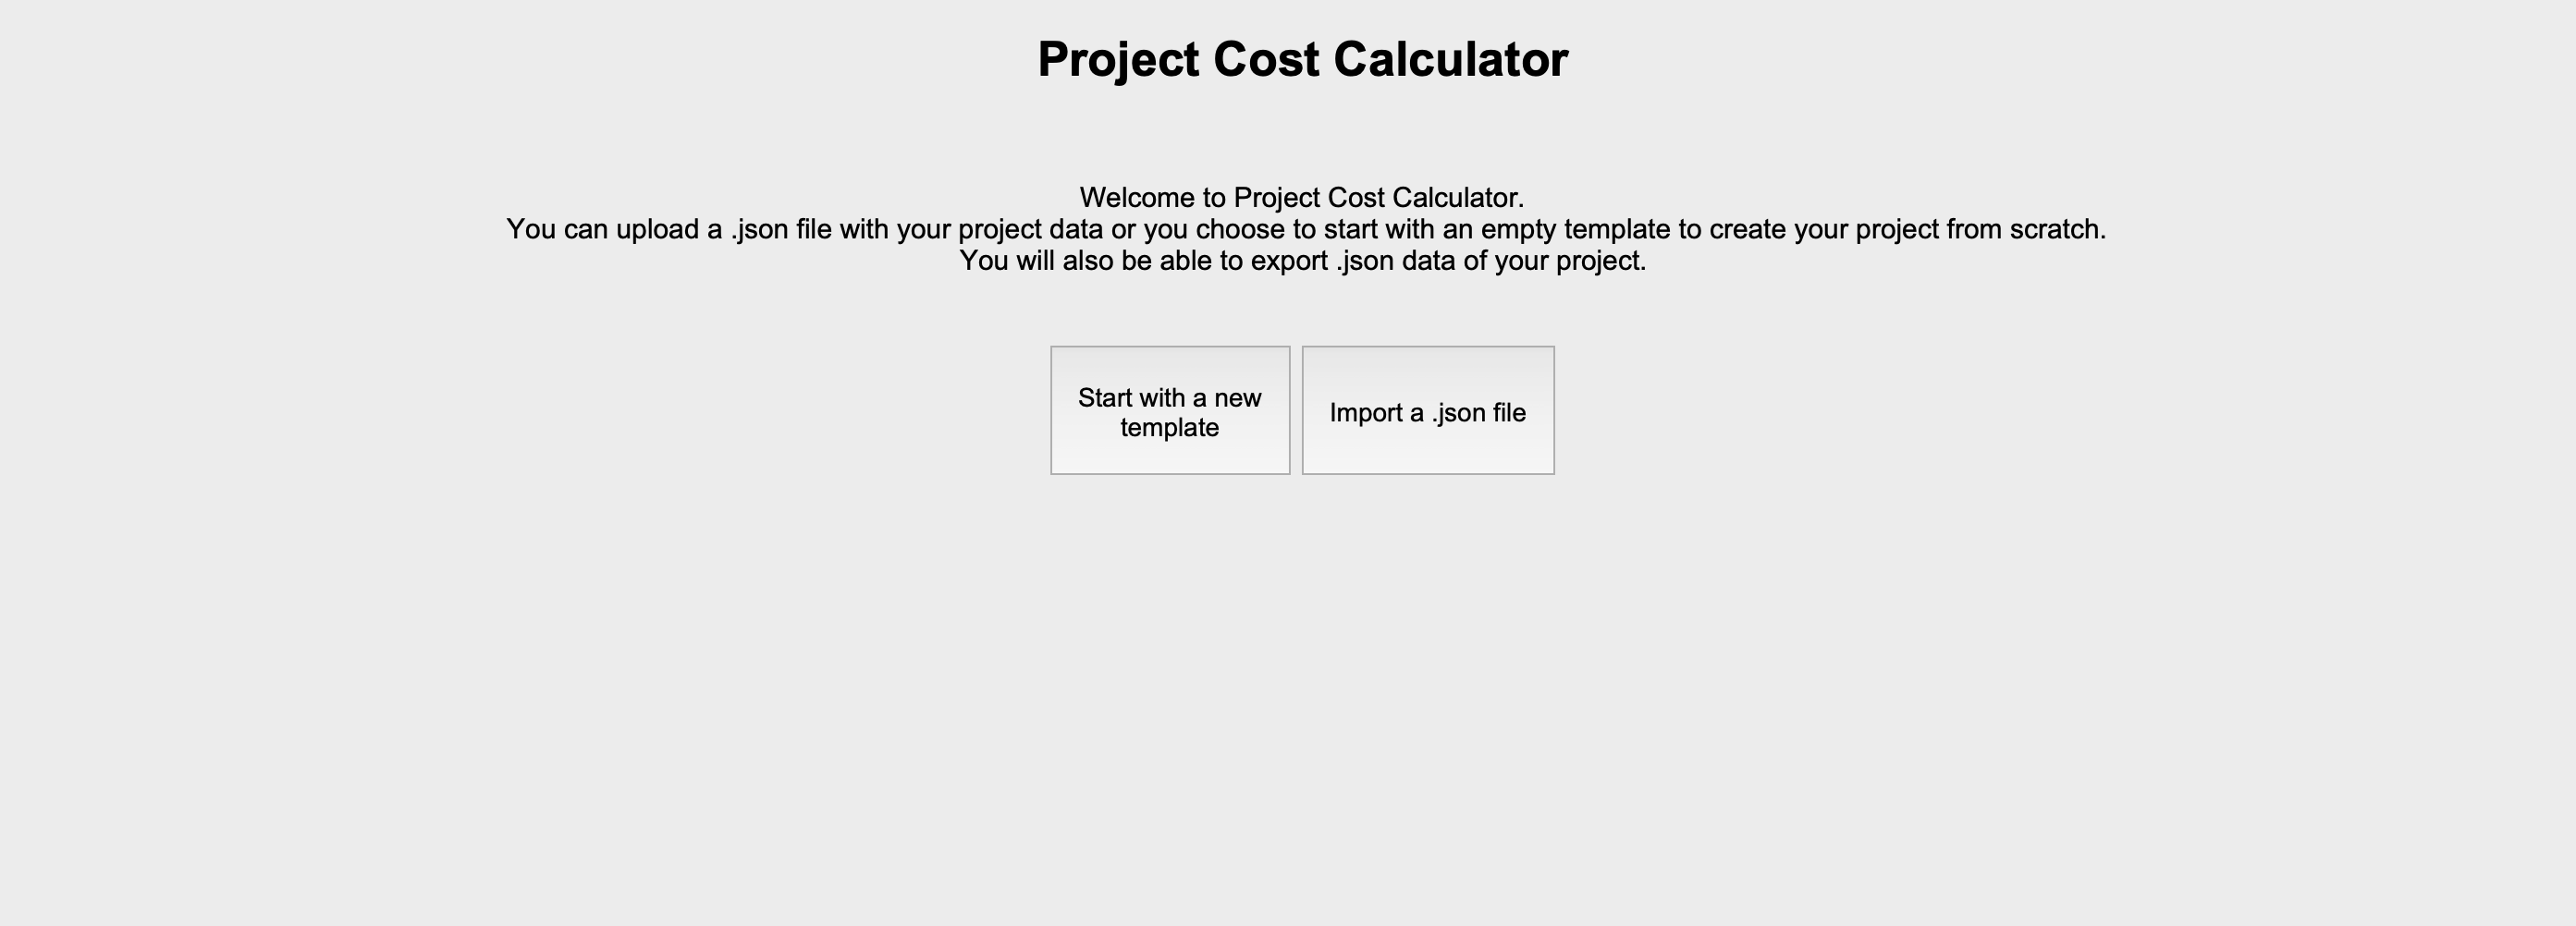 Project Cost Calculator
Welcome to Project Cost Calculator.
You can upload a .json file with your project data or you choose to start with an empty template to create your project from scratch.
You will also be able to export .json data of your project.
Start with a new
template
Import a .json file